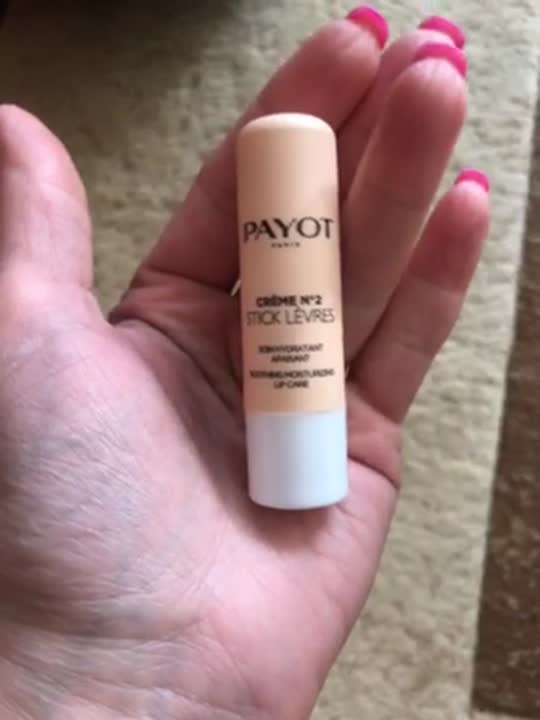 PAYOT
PARIS
CRÈME N°2
STICK LÈVRES
SOIN HYDRATANT
APAISANT
SOOTHING MOISTURIZING
LIP CARE